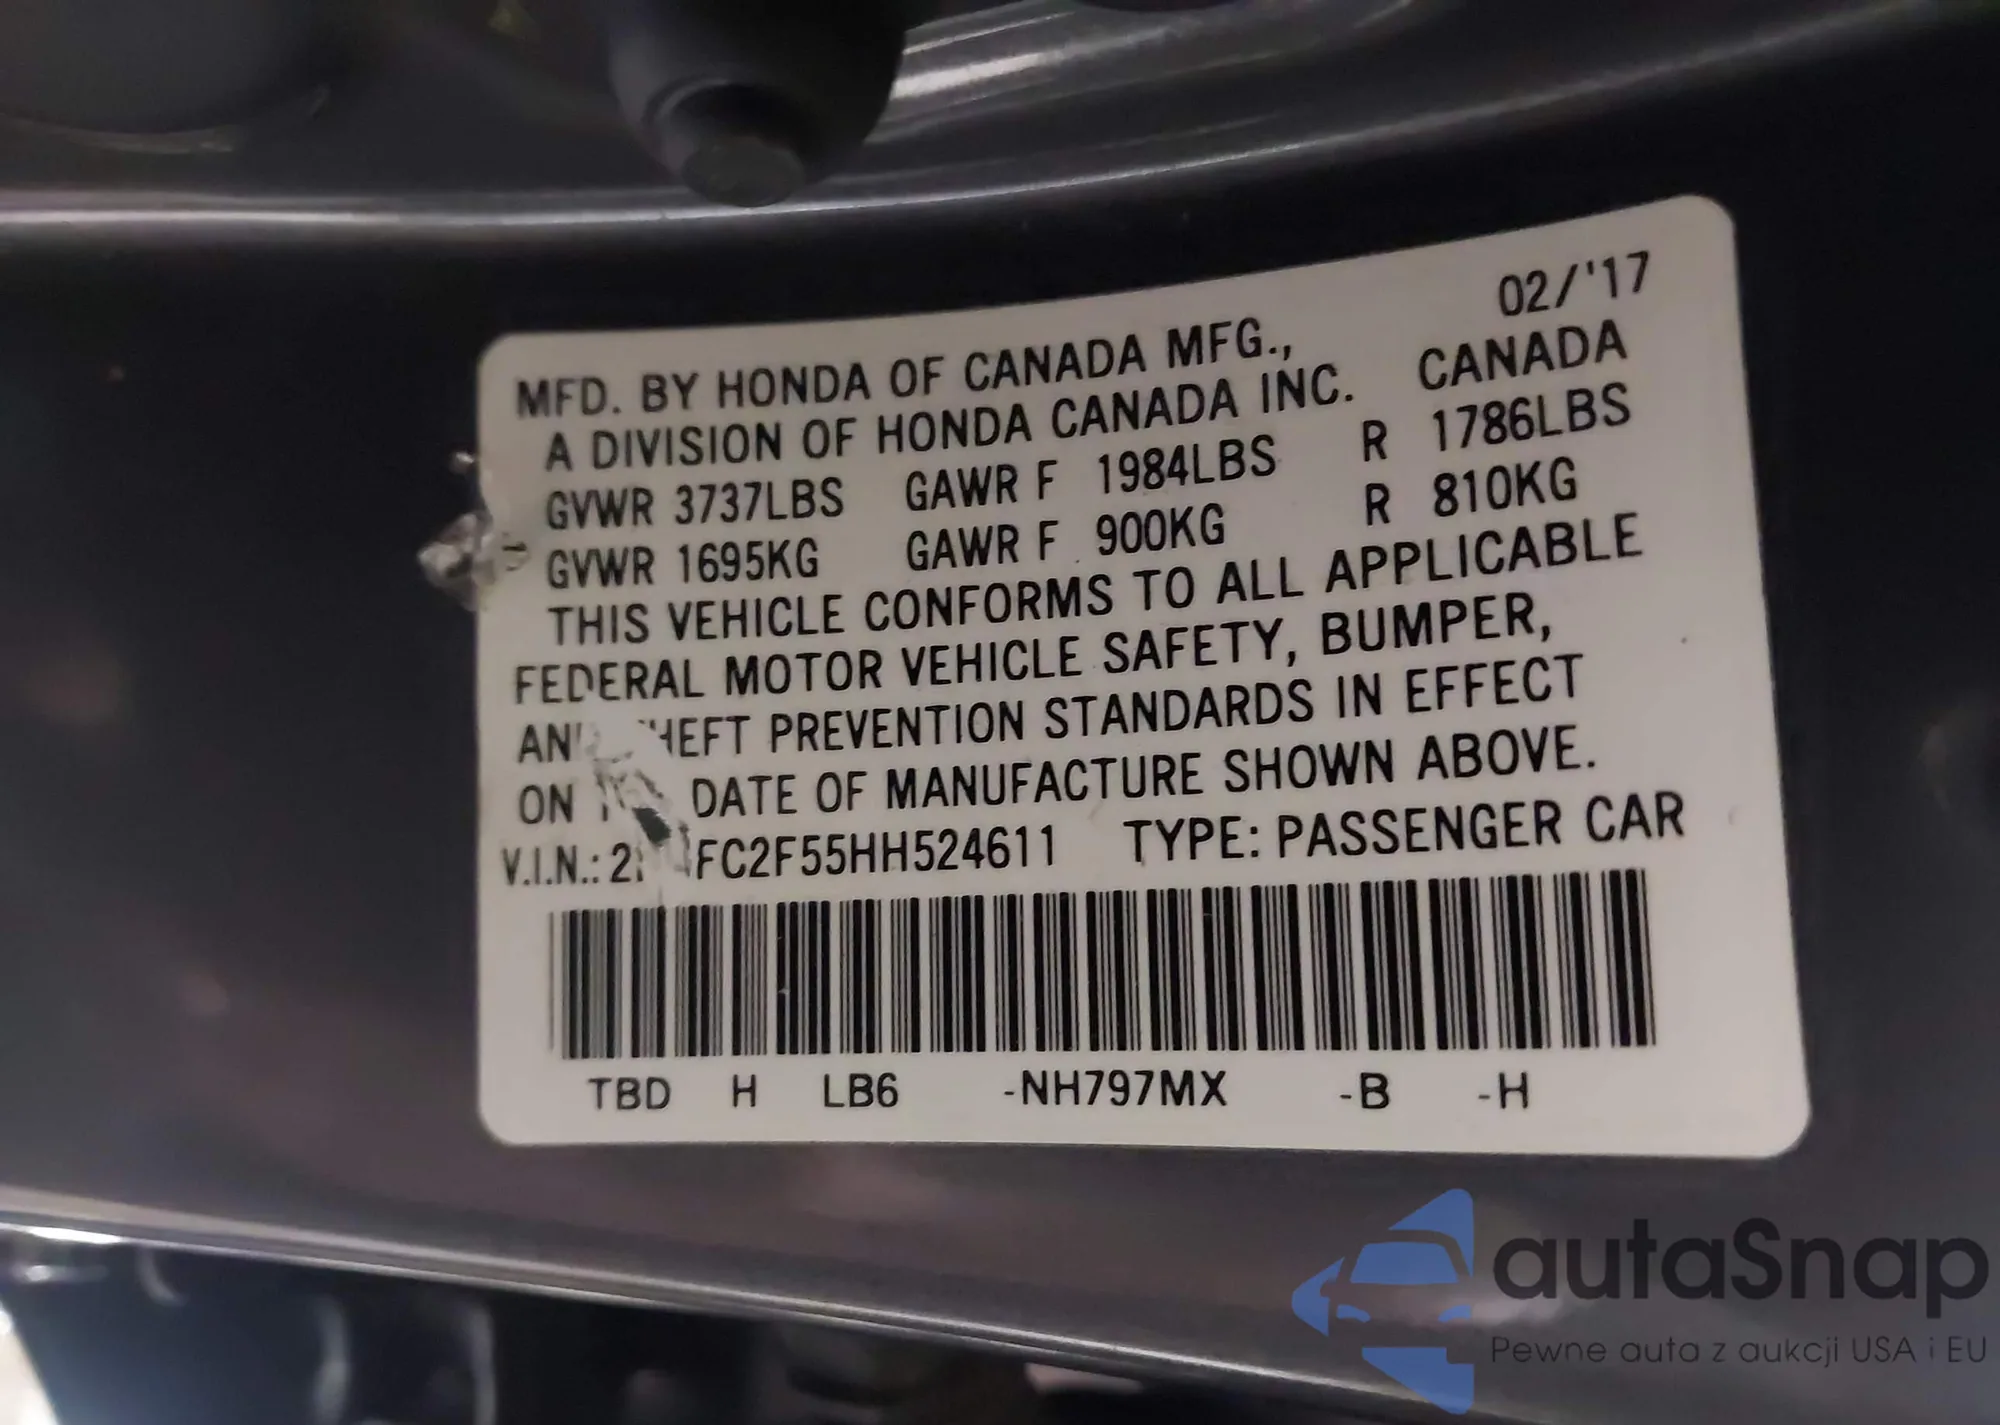 02/'17
MFD. BY HONDA OF CANADA MFG.,
A DIVISION OF HONDA CANADA INC. CANADA
GVWR 3737LBS GAWR F 1984LBS R 1786LBS
GVWR 1695KG GAWR F 900KG R 810KG
THIS VEHICLE CONFORMS TO ALL APPLICABLE
FEDERAL MOTOR VEHICLE SAFETY, BUMPER,
PREVENTION STANDARDS IN EFFECT
ON DATE OF MANUFACTURE SHOWN ABOVE.
V.I.N.: TYPE: PASSENGER CAR
TBD H LB6 -NH797MX -B -H
autaSnap
Pewne auta z aukcji USA i EU